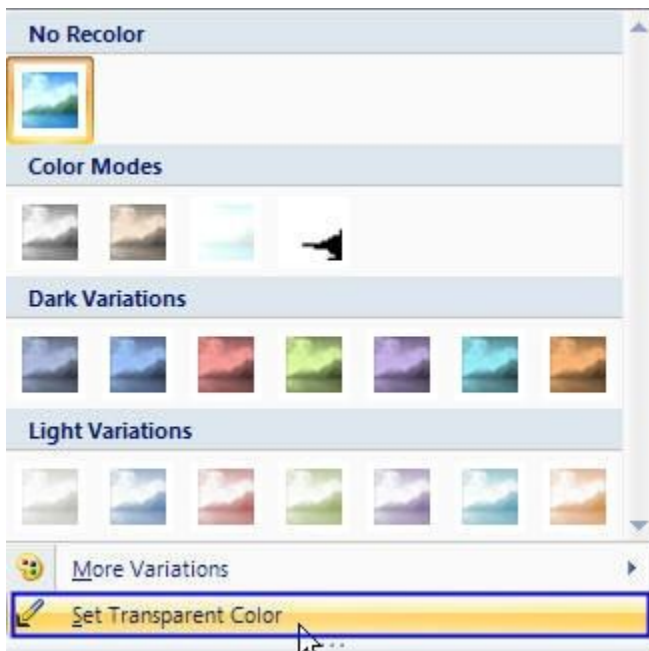 No Recolor
Color Modes
Dark Variations
Light Variations
More Variations
Set Transparent Color